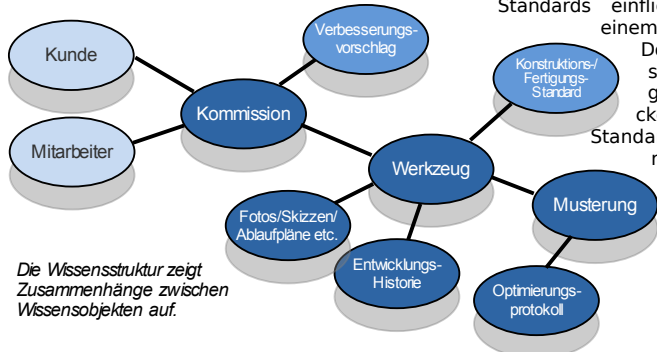 Standards
einem
Standa
Kunde
Verbesserungs-
vorschlag
Konstruktions-/
Fertigungs-
Standard
Kommission
Mitarbeiter
Werkzeug
Musterung
Fotos/Skizzen/
Ablaufpläne etc.
Entwicklungs-
Historie
Optimierungs-
protokoll
Die Wissensstruktur zeigt
Zusammenhänge zwischen
Wissensobjekten auf.